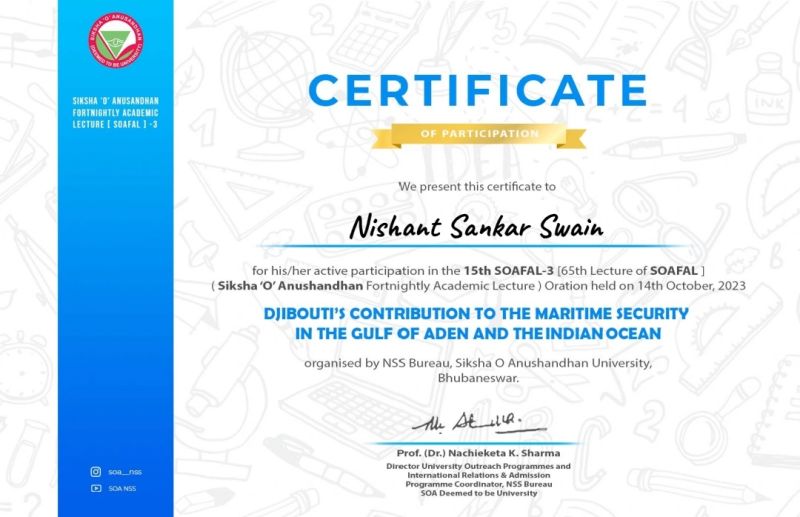 SIKSHA 'O' ANUSANDHAN
(DEEMED TO BE UNIVERSITY)
SIKSHA 'O' ANUSANDHAN
FORTNIGHTLY ACADEMIC
LECTURE [ SOAFAL ] -3
CERTIFICATE
OF PARTICIPATION
IDEA
We present this certificate to
Nishant Sankar Swain
for his/her active participation in the 15th SOAFAL-3 [65th Lecture of SOAFAL ]
( Siksha 'O' Anushandhan Fortnightly Academic Lecture ) Oration held on 14th October, 2023
DJIBOUTI'S CONTRIBUTION TO THE MARITIME SECURITY
IN THE GULF OF ADEN AND THE INDIAN OCEAN
organised by NSS Bureau, Siksha O Anushandhan University,
Bhubaneswar.
Prof. (Dr.) Nachieketa K. Sharma
Director University Outreach Programmes and
International Relations & Admission
Programme Coordinator, NSS Bureau
SOA Deemed to be University
soa__nss
SOA NSS
INK